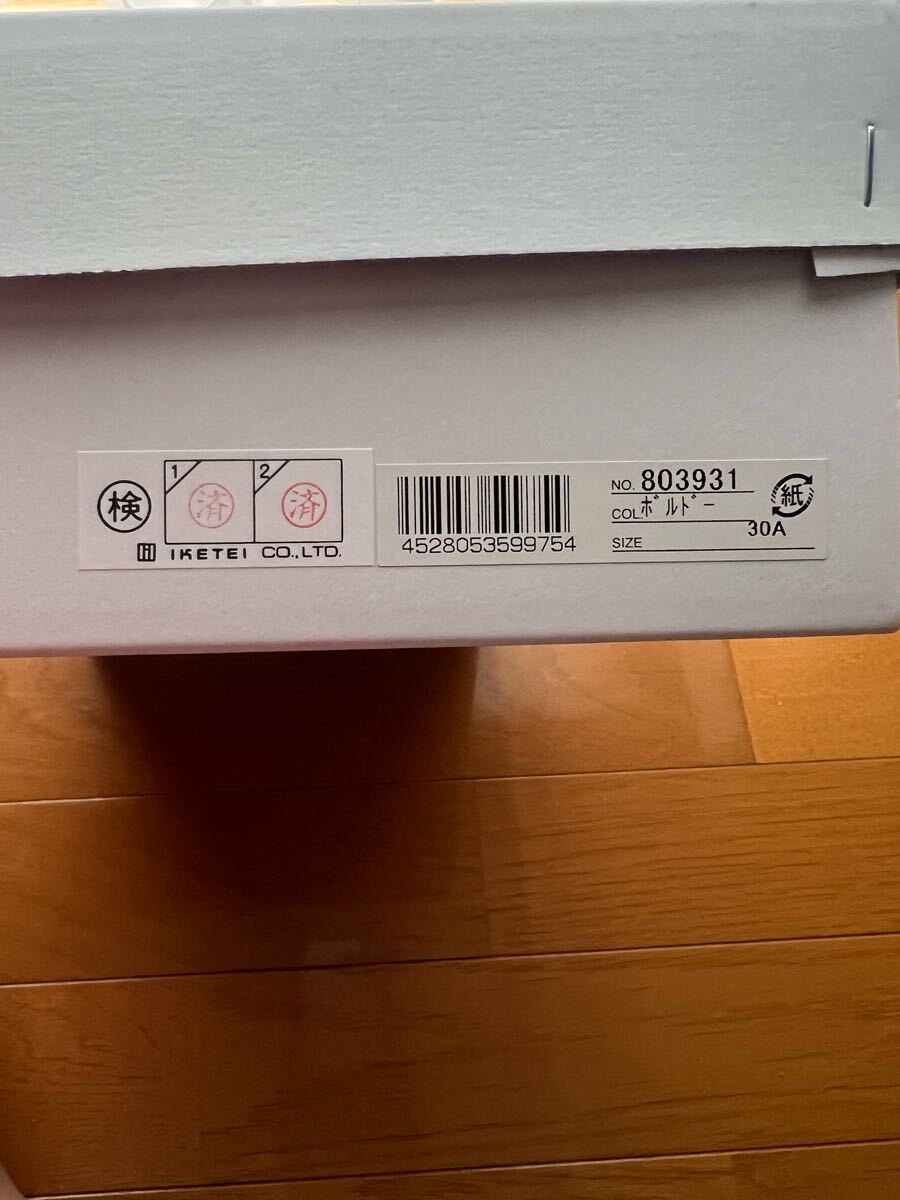 検
1 済
2 済
IKETEI CO.,LTD.
4528053599754
NO. 803931
COL. ﾎﾞﾙﾄﾞｰ
30A
SIZE
紙